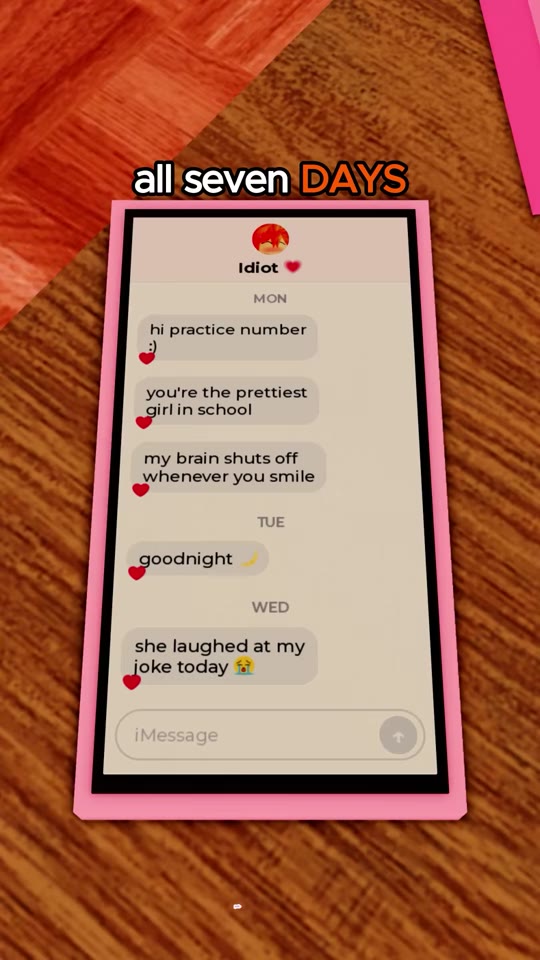 all seven DAYS
Idiot ❤️
MON
hi practice number
:)
you're the prettiest
girl in school
my brain shuts off
whenever you smile
TUE
goodnight 🌙
WED
she laughed at my
joke today 😭
iMessage